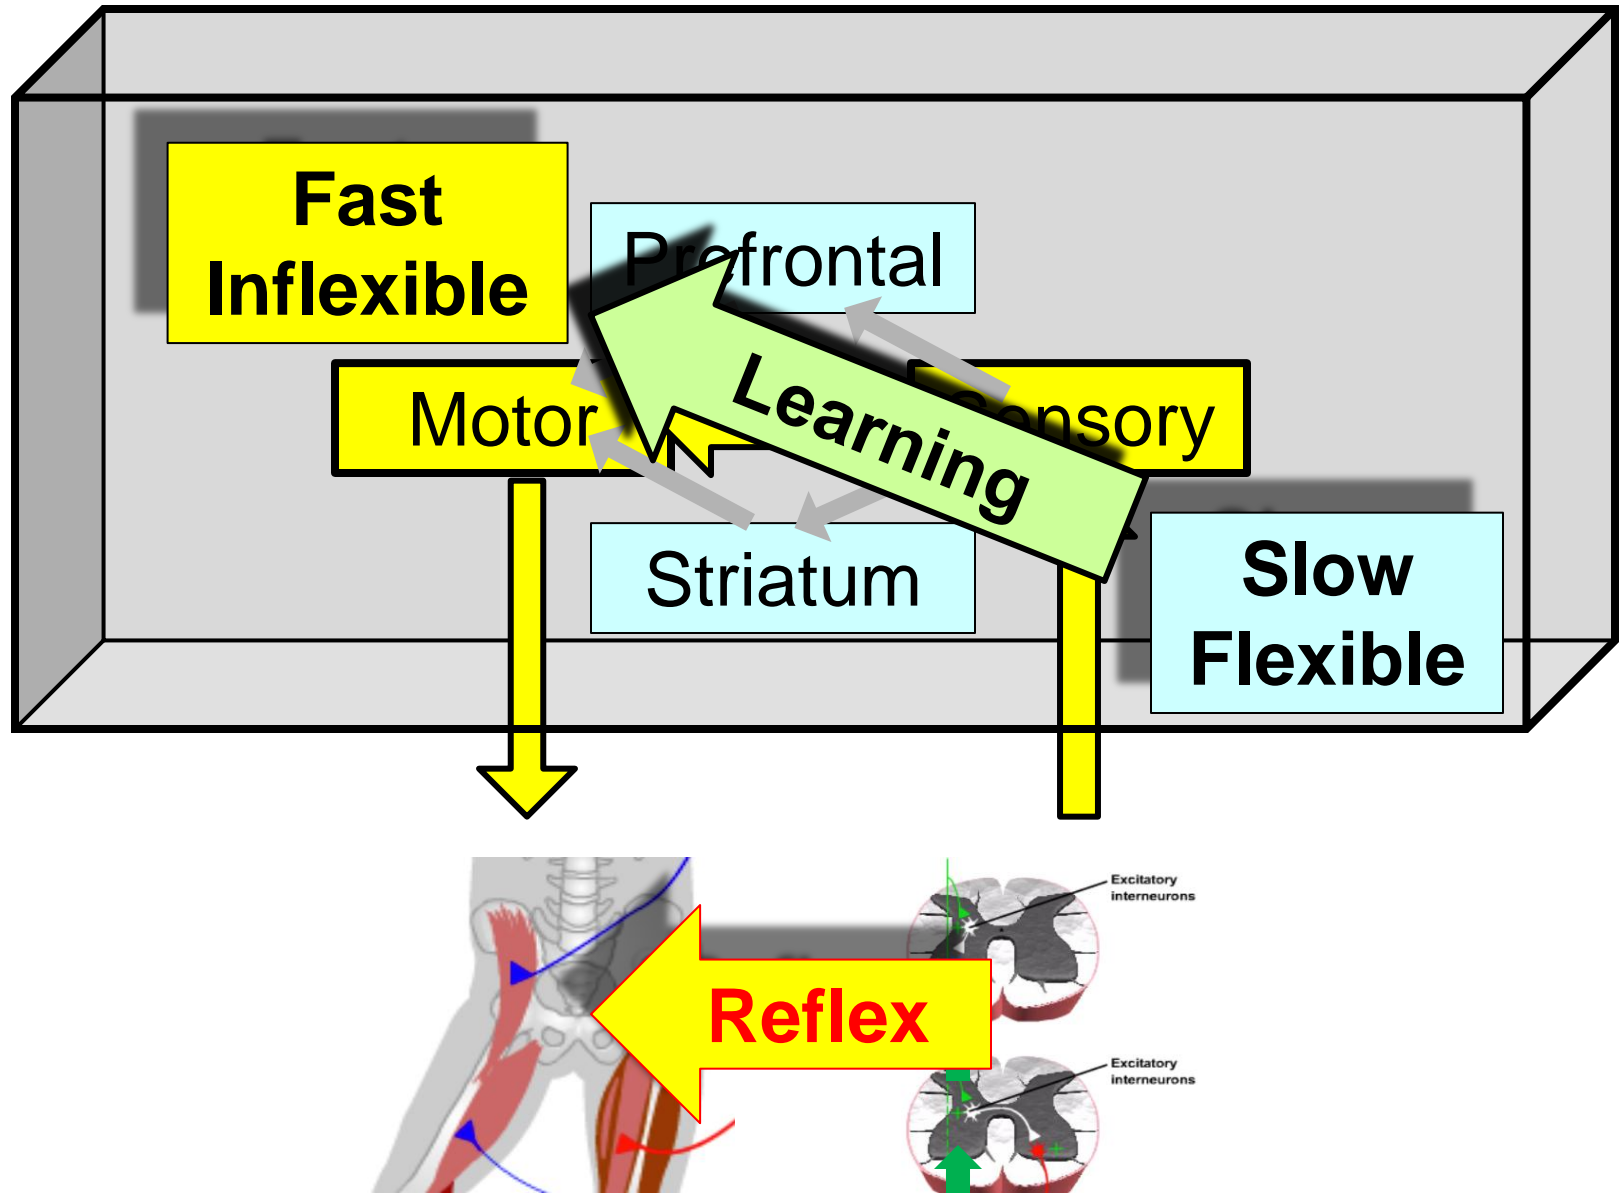 Fast
Inflexible
Prefrontal
Learning
Motor
Sensory
Striatum
Slow
Flexible
Excitatory
interneurons
Reflex
Excitatory
interneurons